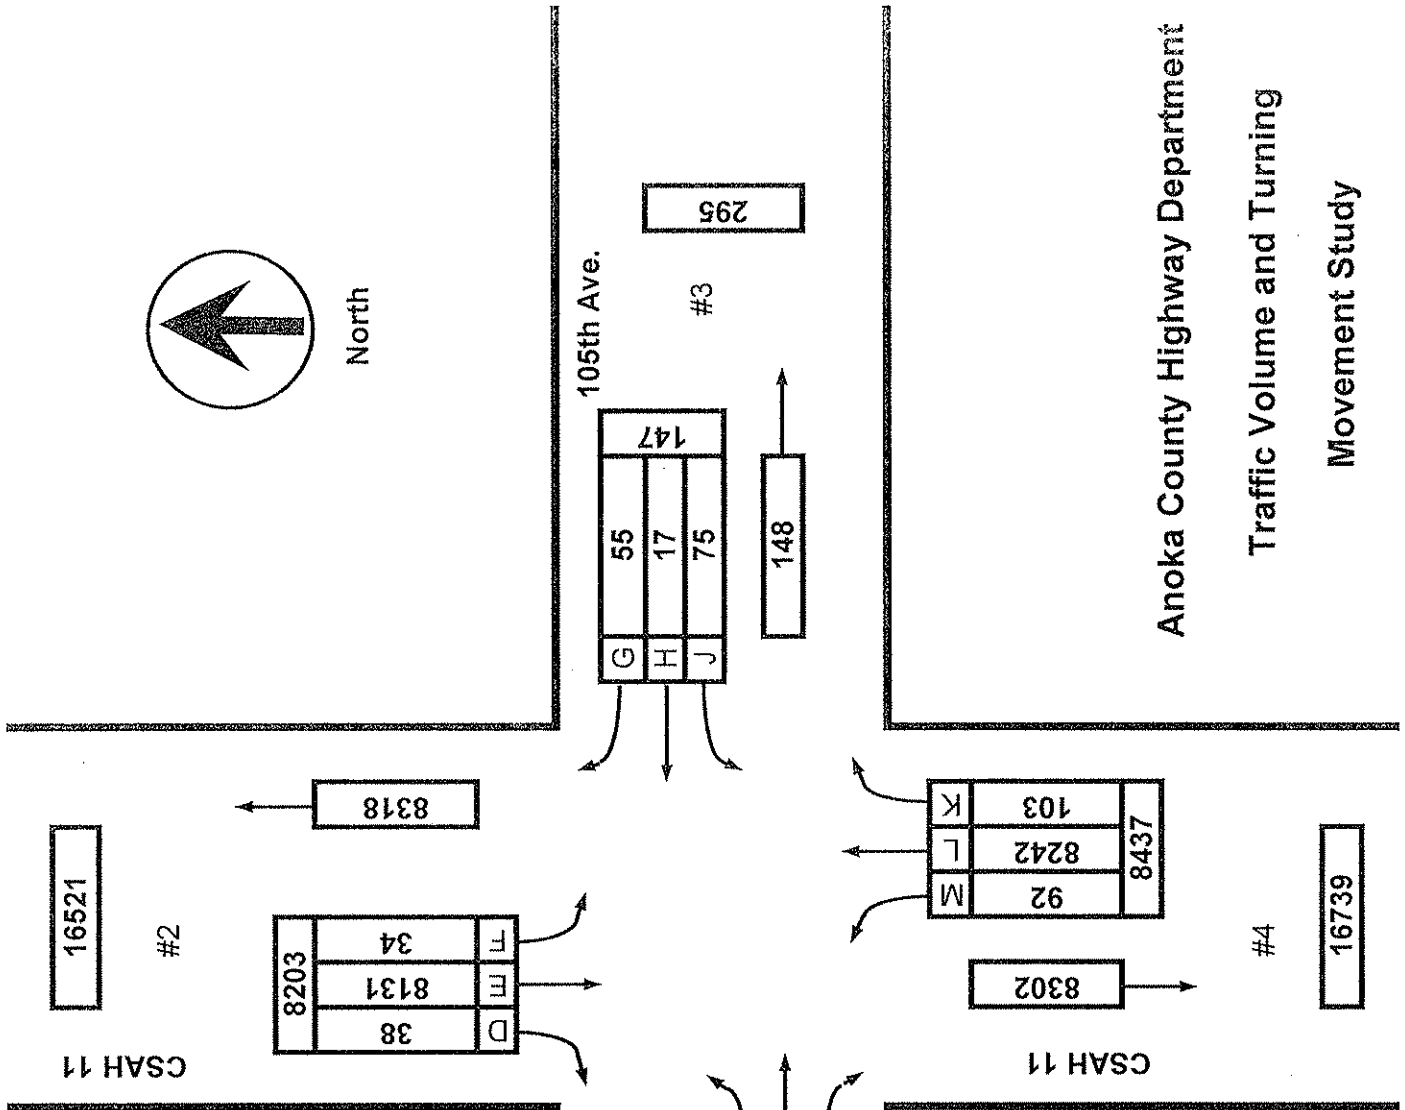 North
105th Ave.
#3
295
147
G 55
H 17
J 75
148
16521
#2
CSAH 11
8318
8203
38 8131 34
D E F
M L K
92 8242 103
8437
8302
#4
16739
CSAH 11
Anoka County Highway Department
Traffic Volume and Turning
Movement Study